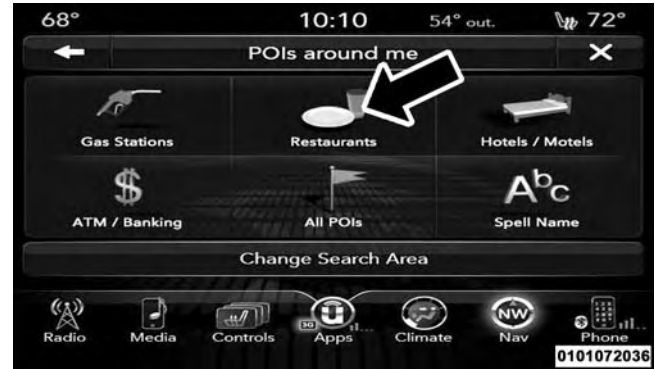 68° 10:10 54° out. 72°
POIs around me X
Gas Stations Restaurants Hotels / Motels
$ Abc
ATM / Banking All POIs Spell Name
Change Search Area
3G U NW
Radio Media Controls Apps Climate Nav Phone
0101072036